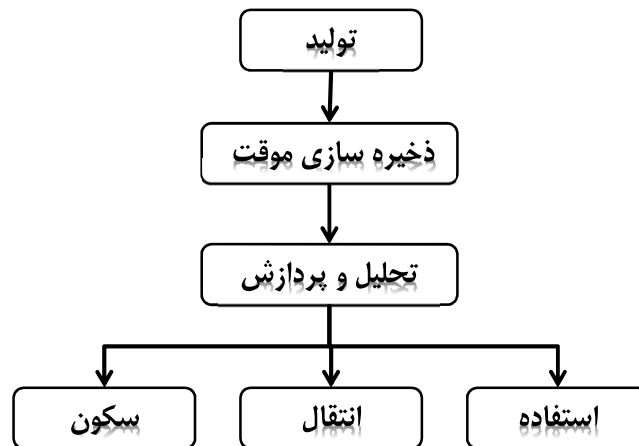 تولید
ذخیره سازی موقت
تحلیل و پردازش
استفاده
انتقال
سکون